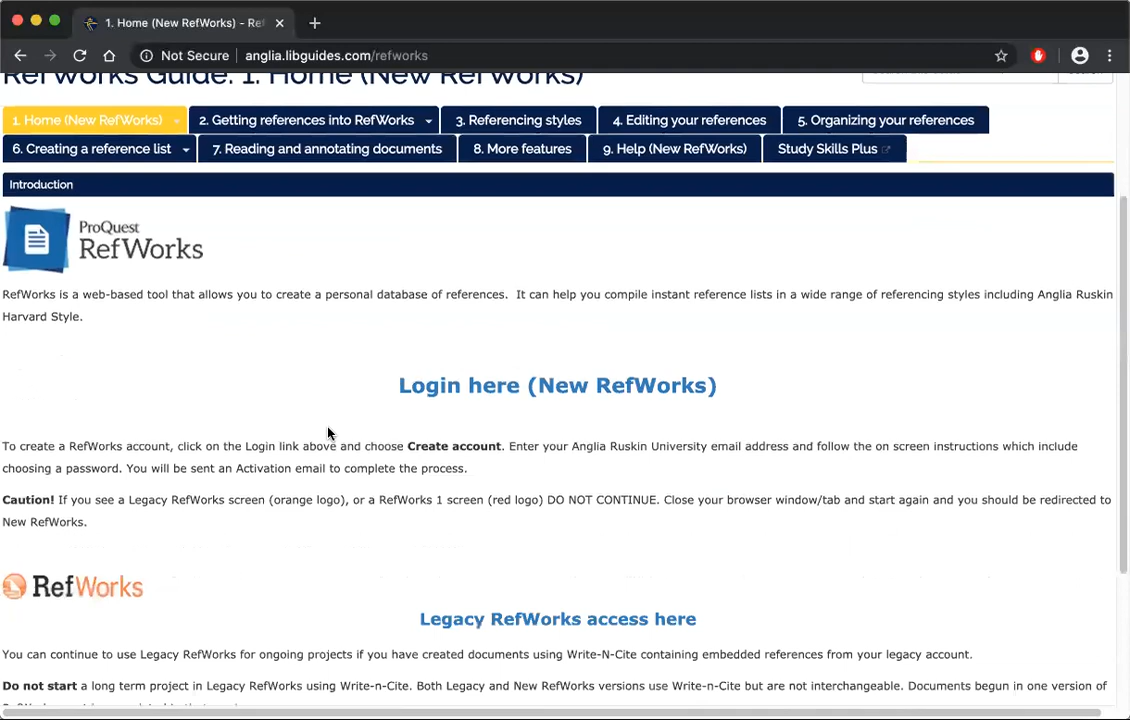 1. Home (New RefWorks) - Ref
Not Secure
anglia.libguides.com/refworks
RefWorks Guide: 1. Home (New RefWorks)
1. Home (New RefWorks)
2. Getting references into RefWorks
3. Referencing styles
4. Editing your references
5. Organizing your references
6. Creating a reference list
7. Reading and annotating documents
8. More features
9. Help (New RefWorks)
Study Skills Plus
Introduction
ProQuest
RefWorks
RefWorks is a web-based tool that allows you to create a personal database of references.  It can help you compile instant reference lists in a wide range of referencing styles including Anglia Ruskin
Harvard Style.
Login here (New RefWorks)
To create a RefWorks account, click on the Login link above and choose Create account. Enter your Anglia Ruskin University email address and follow the on screen instructions which include
choosing a password. You will be sent an Activation email to complete the process.
Caution! If you see a Legacy RefWorks screen (orange logo), or a RefWorks 1 screen (red logo) DO NOT CONTINUE. Close your browser window/tab and start again and you should be redirected to
New RefWorks.
RefWorks
Legacy RefWorks access here
You can continue to use Legacy RefWorks for ongoing projects if you have created documents using Write-N-Cite containing embedded references from your legacy account.
Do not start a long term project in Legacy RefWorks using Write-n-Cite. Both Legacy and New RefWorks versions use Write-n-Cite but are not interchangeable. Documents begun in one version of